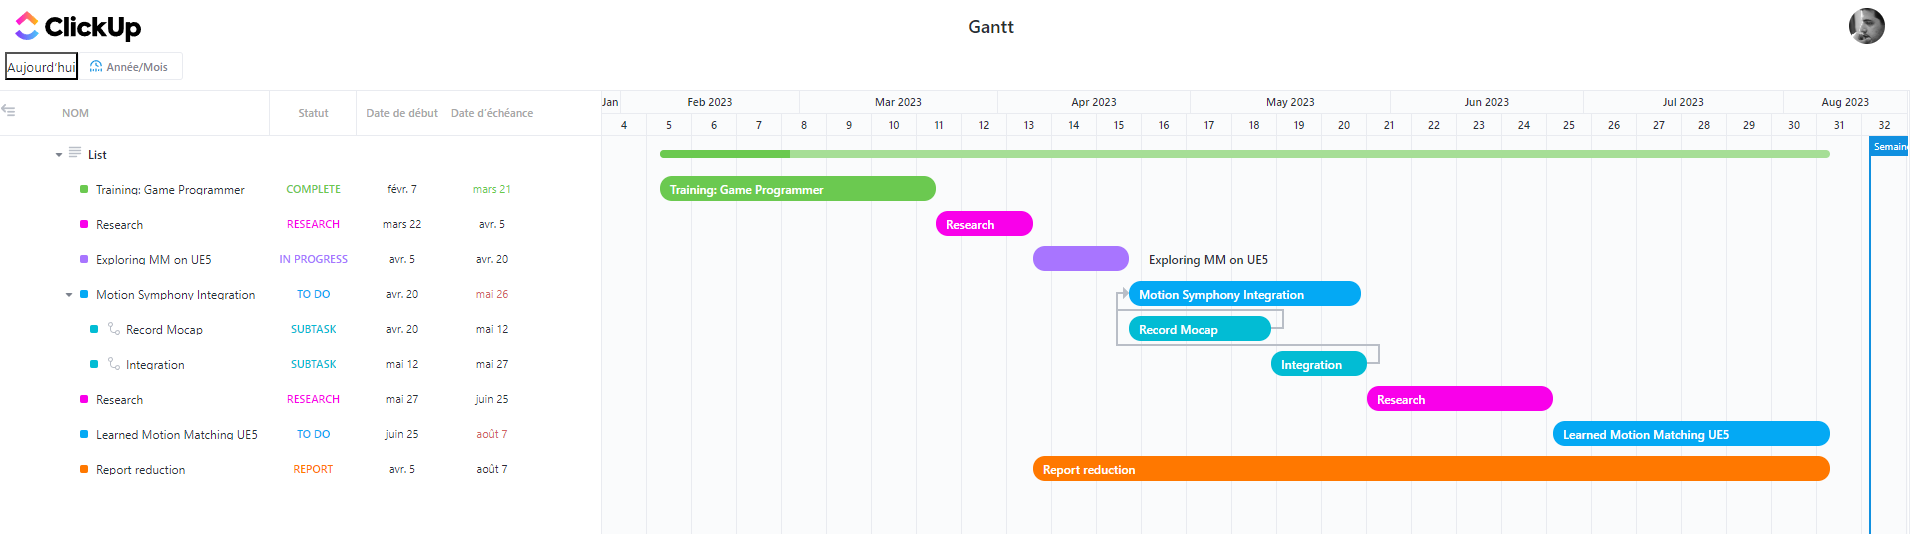 ClickUp
Gantt
Aujourd'hui
Année/Mois
NOM Statut Date de début Date d'échéance
Jan Feb 2023 Mar 2023 Apr 2023 May 2023 Jun 2023 Jul 2023 Aug 2023
4 5 6 7 8 9 10 11 12 13 14 15 16 17 18 19 20 21 22 23 24 25 26 27 28 29 30 31 32
Semaine
List
Training: Game Programmer COMPLETE févr. 7 mars 21 Training: Game Programmer
Research RESEARCH mars 22 avr. 5 Research
Exploring MM on UE5 IN PROGRESS avr. 5 avr. 20 Exploring MM on UE5
Motion Symphony Integration TO DO avr. 20 mai 26 Motion Symphony Integration
Record Mocap SUBTASK avr. 20 mai 12 Record Mocap
Integration SUBTASK mai 12 mai 27 Integration
Research RESEARCH mai 27 juin 25 Research
Learned Motion Matching UE5 TO DO juin 25 août 7 Learned Motion Matching UE5
Report reduction REPORT avr. 5 août 7 Report reduction